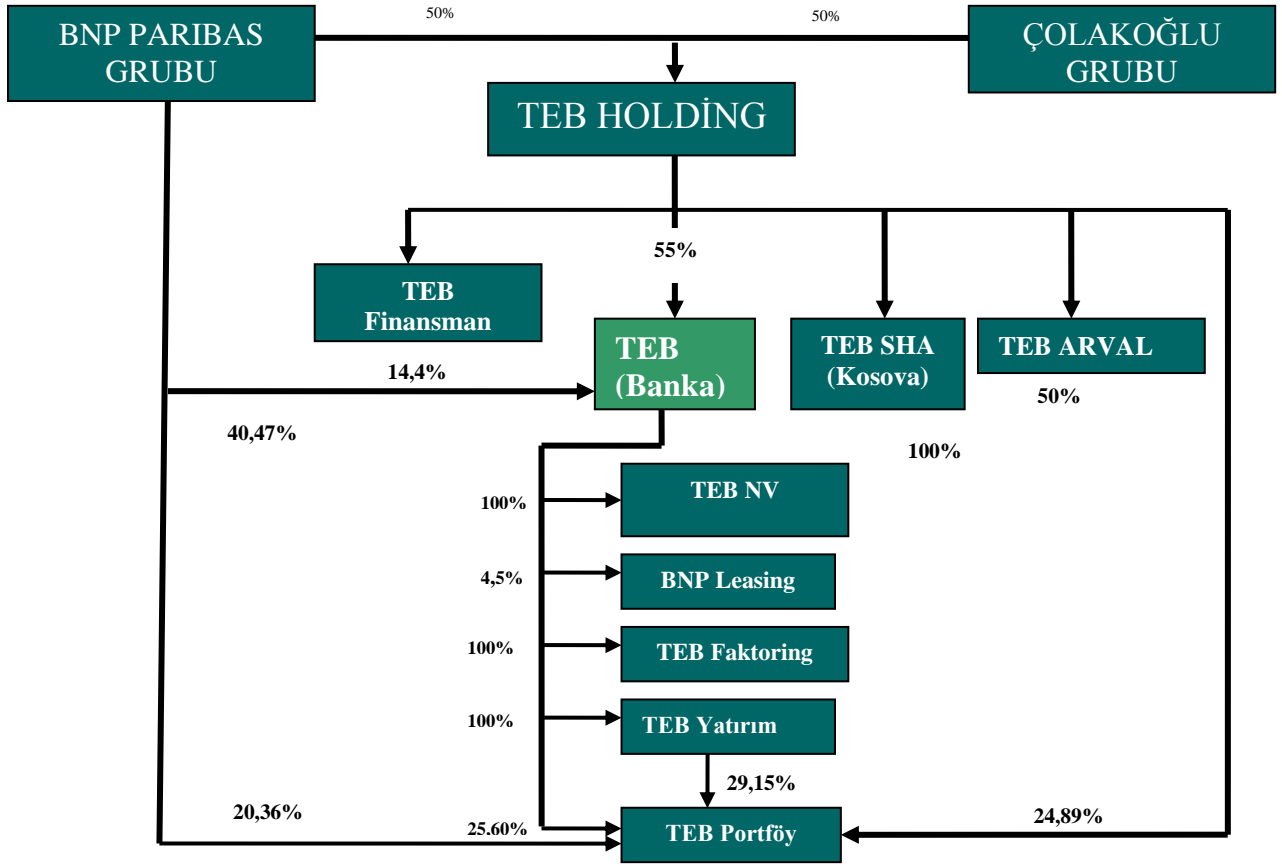 50%
50%
BNP PARIBAS
GRUBU
ÇOLAKOĞLU
GRUBU
TEB HOLDİNG
55%
TEB
Finansman
TEB
(Banka)
TEB SHA
(Kosova)
TEB ARVAL
14,4%
50%
40,47%
100%
TEB NV
100%
BNP Leasing
4,5%
TEB Faktoring
100%
TEB Yatırım
100%
29,15%
20,36%
25.60%
TEB Portföy
24,89%